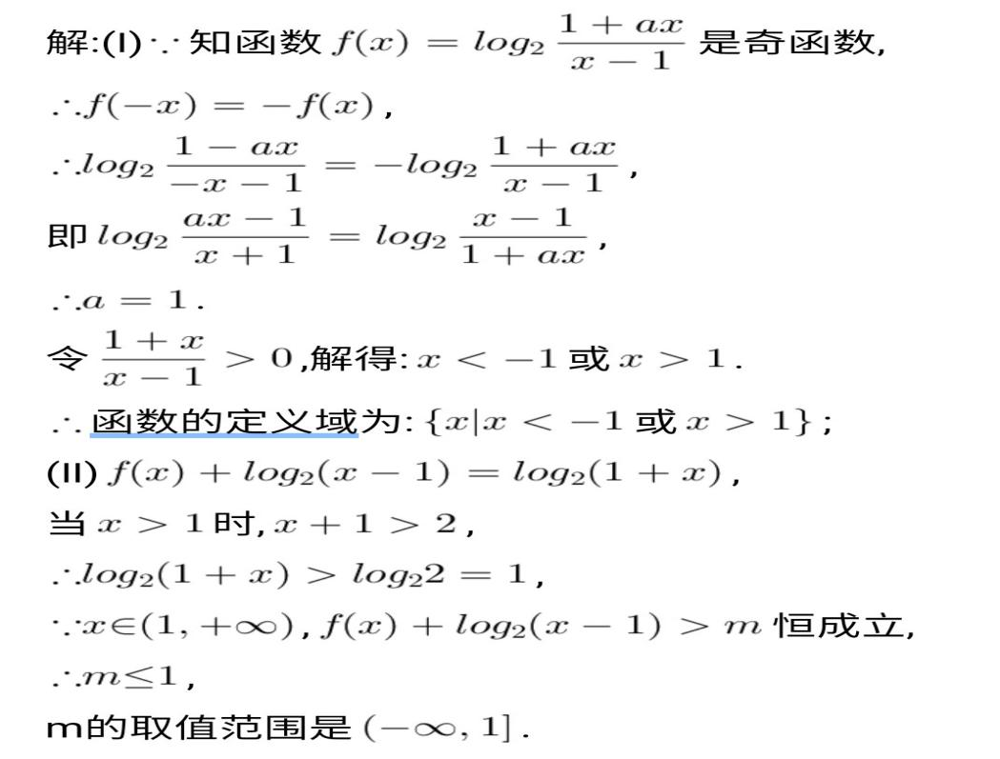 解:(I)∵知函数 f(x) = log₂ (1 + ax)/(x − 1) 是奇函数,
∴f(−x) = −f(x),
∴log₂ (1 − ax)/(−x − 1) = −log₂ (1 + ax)/(x − 1),
即 log₂ (ax − 1)/(x + 1) = log₂ (x − 1)/(1 + ax),
∴a = 1.
令 (1 + x)/(x − 1) > 0,解得: x < −1 或 x > 1.
∴函数的定义域为: {x|x < −1 或 x > 1};
(II) f(x) + log₂(x − 1) = log₂(1 + x),
当 x > 1 时, x + 1 > 2,
∴log₂(1 + x) > log₂2 = 1,
∵x∈(1, +∞), f(x) + log₂(x − 1) > m 恒成立,
∴m≤1,
m的取值范围是 (−∞, 1].